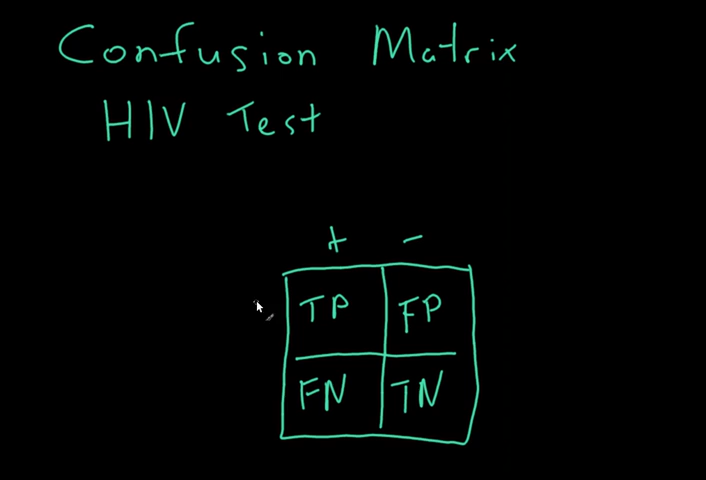 Confusion Matrix
HIV Test
+ -
TP FP
FN TN